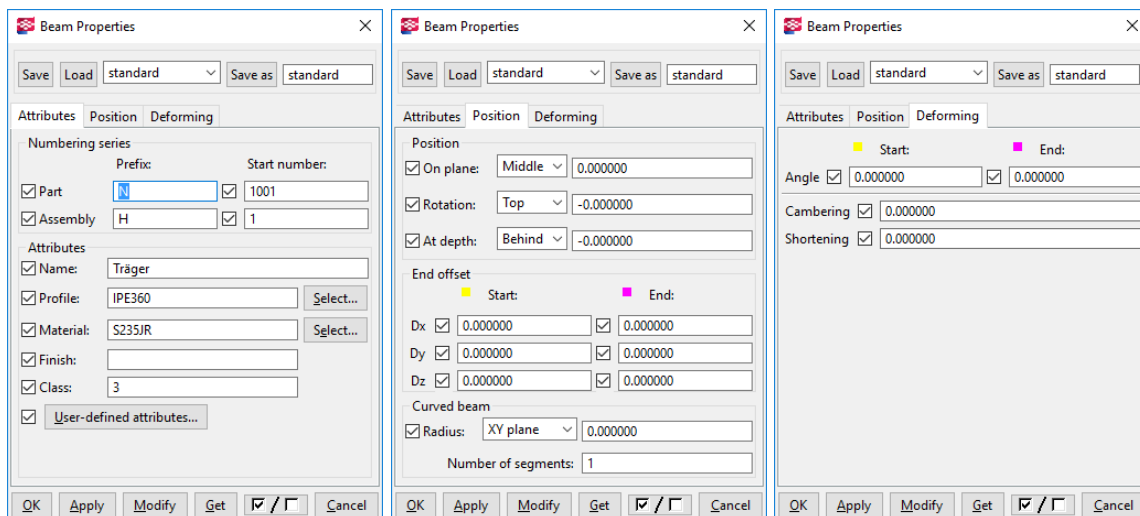 Beam Properties
Save Load standard Save as standard
Attributes Position Deforming
Numbering series
Prefix: Start number:
Part N 1001
Assembly H 1
Attributes
Name: Träger
Profile: IPE360 Select...
Material: S235JR Select...
Finish:
Class: 3
User-defined attributes...
OK Apply Modify Get / Cancel
Beam Properties
Save Load standard Save as standard
Attributes Position Deforming
Position
On plane: Middle 0.000000
Rotation: Top -0.000000
At depth: Behind -0.000000
End offset
Start: End:
Dx 0.000000 0.000000
Dy 0.000000 0.000000
Dz 0.000000 0.000000
Curved beam
Radius: XY plane 0.000000
Number of segments: 1
OK Apply Modify Get / Cancel
Beam Properties
Save Load standard Save as standard
Attributes Position Deforming
Start: End:
Angle 0.000000 0.000000
Cambering 0.000000
Shortening 0.000000
OK Apply Modify Get / Cancel